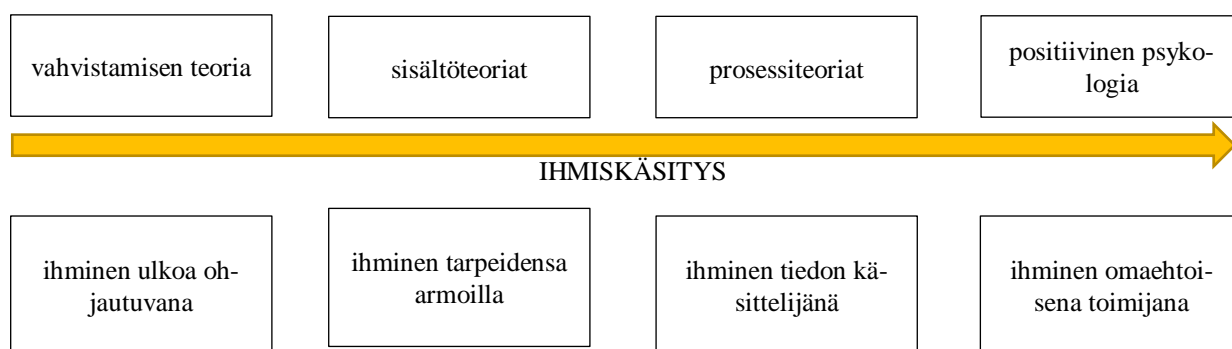 vahvistamisen teoria
sisältöteoriat
prosessiteoriat
positiivinen psyko-
logia
IHMISKÄSITYS
ihminen ulkoa oh-
jautuvana
ihminen tarpeidensa
armoilla
ihminen tiedon kä-
sittelijänä
ihminen omaehtoi-
sena toimijana